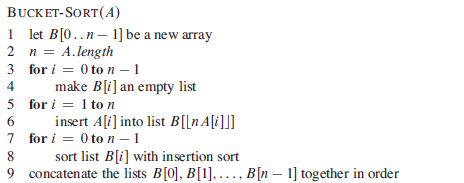 BUCKET-SORT(A)
1 let B[0..n − 1] be a new array
2 n = A.length
3 for i = 0 to n − 1
4 make B[i] an empty list
5 for i = 1 to n
6 insert A[i] into list B[⌊nA[i]⌋]
7 for i = 0 to n − 1
8 sort list B[i] with insertion sort
9 concatenate the lists B[0], B[1], . . . , B[n − 1] together in order